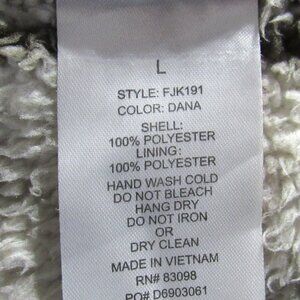 L
STYLE: FJK191
COLOR: DANA
SHELL:
100% POLYESTER
LINING:
100% POLYESTER
HAND WASH COLD
DO NOT BLEACH
HANG DRY
DO NOT IRON
OR
DRY CLEAN
MADE IN VIETNAM
RN# 83098
PO# D6903061